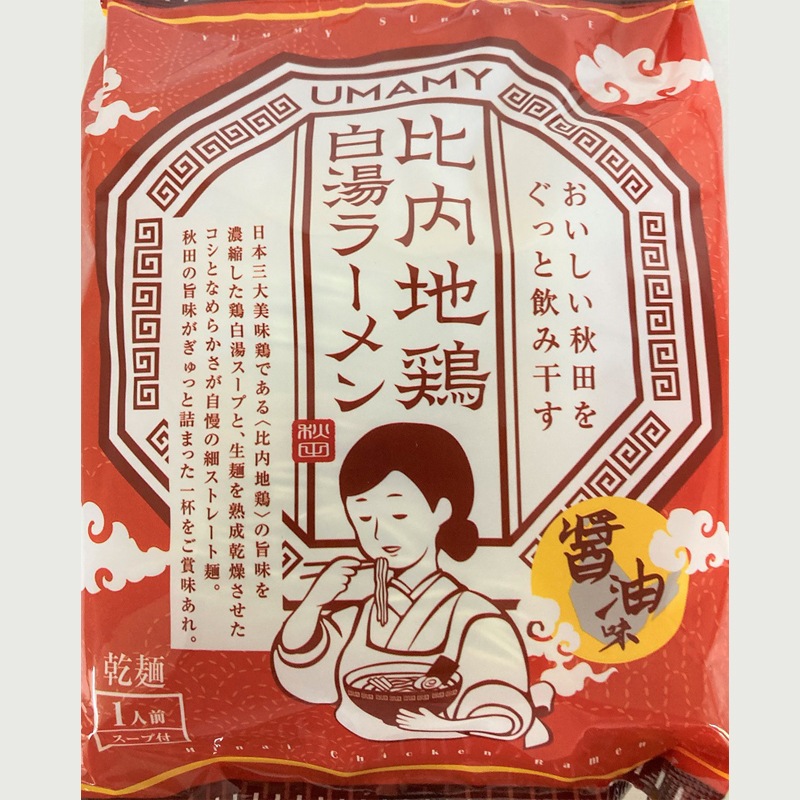 YUMMY SURPRISE
UMAMY
おいしい秋田を
ぐっと飲み干す
比内地鶏
白湯ラーメン
秋田
日本三大美味鶏である〈比内地鶏〉の旨味を
濃縮した鶏白湯スープと、生麺を熟成乾燥させた
コシとなめらかさが自慢の細ストレート麺。
秋田の旨味がぎゅっと詰まった一杯をご賞味あれ。
醤油味
乾麺
1人前
スープ付
Hinai Chicken Ramen